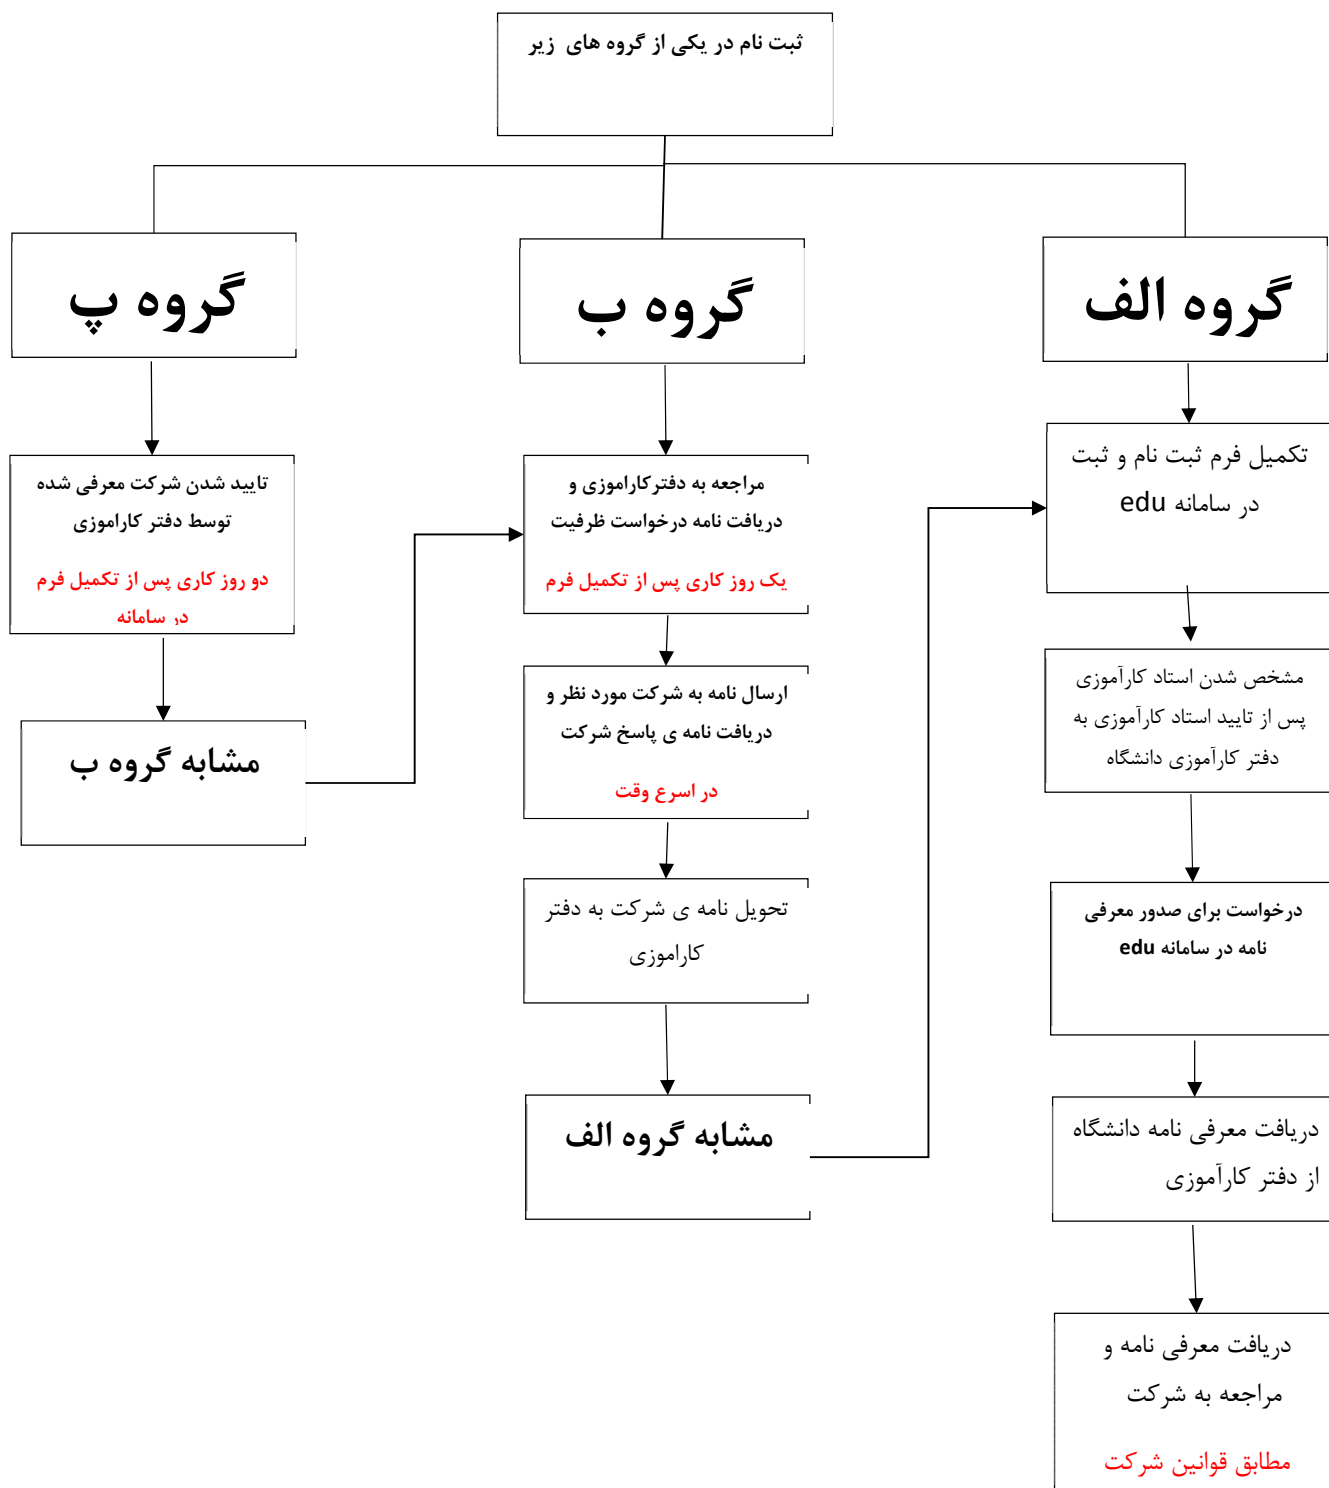 ثبت نام در یکی از گروه های  زیر
گروه الف
تکمیل فرم ثبت نام و ثبت
در سامانه edu
مشخص شدن استاد کارآموزی
پس از تایید استاد کارآموزی به
دفتر کارآموزی دانشگاه
درخواست برای صدور معرفی
نامه در سامانه edu
دریافت معرفی نامه دانشگاه
از دفتر کارآموزی
دریافت معرفی نامه و
مراجعه به شرکت
مطابق قوانین شرکت
گروه ب
مراجعه به دفترکاراموزی و
دریافت نامه درخواست ظرفیت
یک روز کاری پس از تکمیل فرم
ارسال نامه به شرکت مورد نظر و
دریافت نامه ی پاسخ شرکت
در اسرع وقت
تحویل نامه ی شرکت به دفتر
کاراموزی
مشابه گروه الف
گروه پ
تایید شدن شرکت معرفی شده
توسط دفتر کاراموزی
دو روز کاری پس از تکمیل فرم
در سامانه
مشابه گروه ب